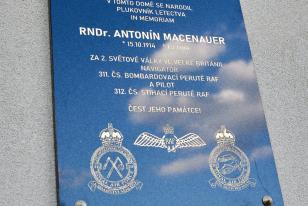 V TOMTO DOMĚ SE NARODIL
PLUKOVNÍK LETECTVA
IN MEMORIAM
RNDr. ANTONÍN MACENAUER
* 15.10.1914
ZA 2. SVĚTOVÉ VÁLKY VE VELKÉ BRITÁNII
NAVIGÁTOR
311. ČS. BOMBARDOVACÍ PERUTĚ RAF
A PILOT
312. ČS. STÍHACÍ PERUTĚ RAF
ČEST JEHO PAMÁTCE!